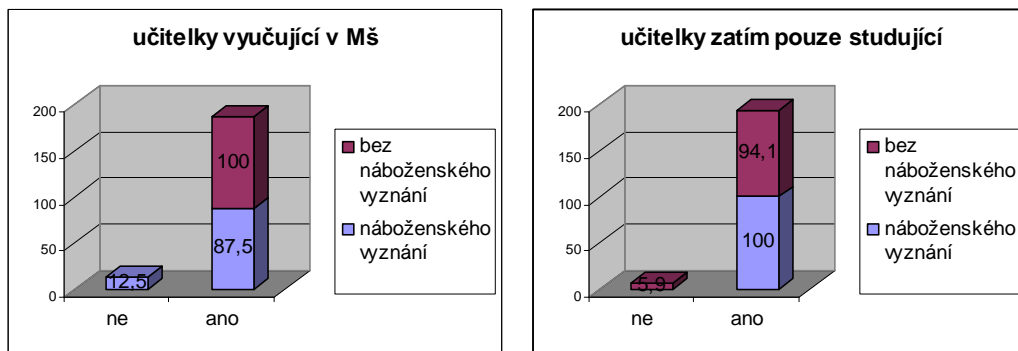 učitelky vyučující v Mš
200
150
100
50
0
100
87,5
12,5
ne
ano
bez
náboženského
vyznání
náboženského
vyznání
učitelky zatím pouze studující
200
150
100
50
0
94,1
100
5,9
ne
ano
bez
náboženského
vyznání
náboženského
vyznání